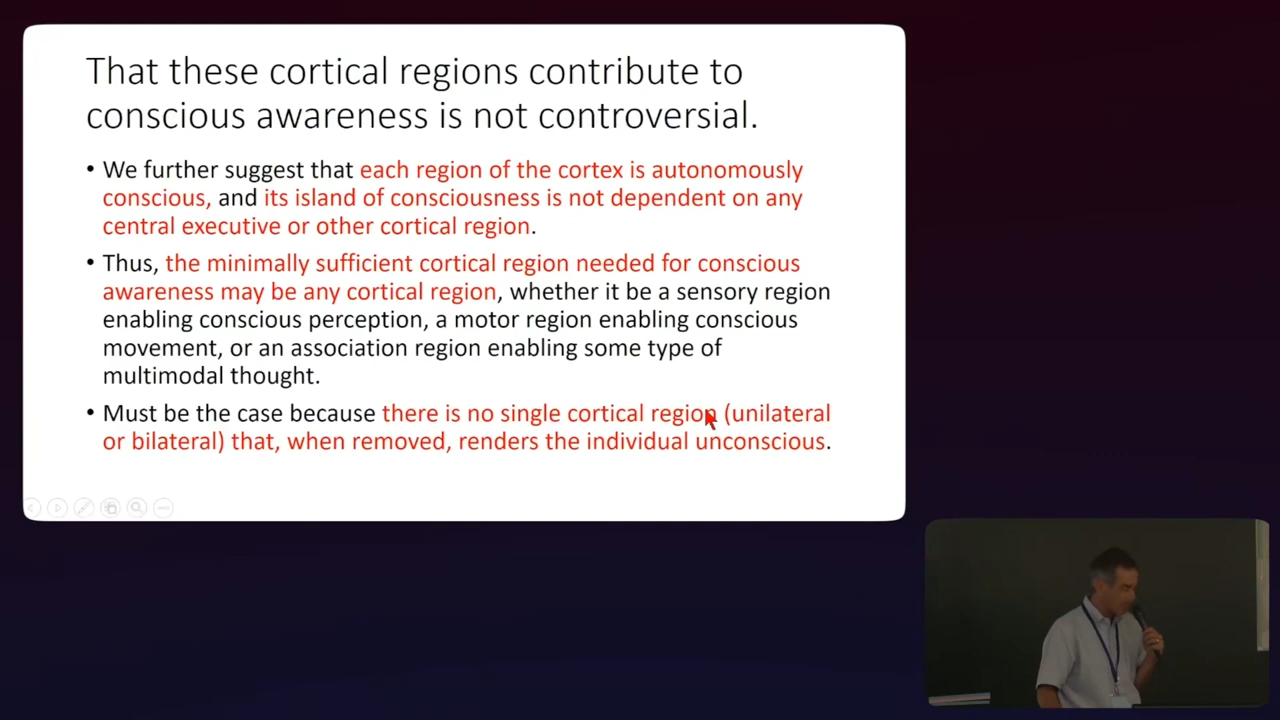 That these cortical regions contribute to
conscious awareness is not controversial.
• We further suggest that each region of the cortex is autonomously
conscious, and its island of consciousness is not dependent on any
central executive or other cortical region.
• Thus, the minimally sufficient cortical region needed for conscious
awareness may be any cortical region, whether it be a sensory region
enabling conscious perception, a motor region enabling conscious
movement, or an association region enabling some type of
multimodal thought.
• Must be the case because there is no single cortical region (unilateral
or bilateral) that, when removed, renders the individual unconscious.